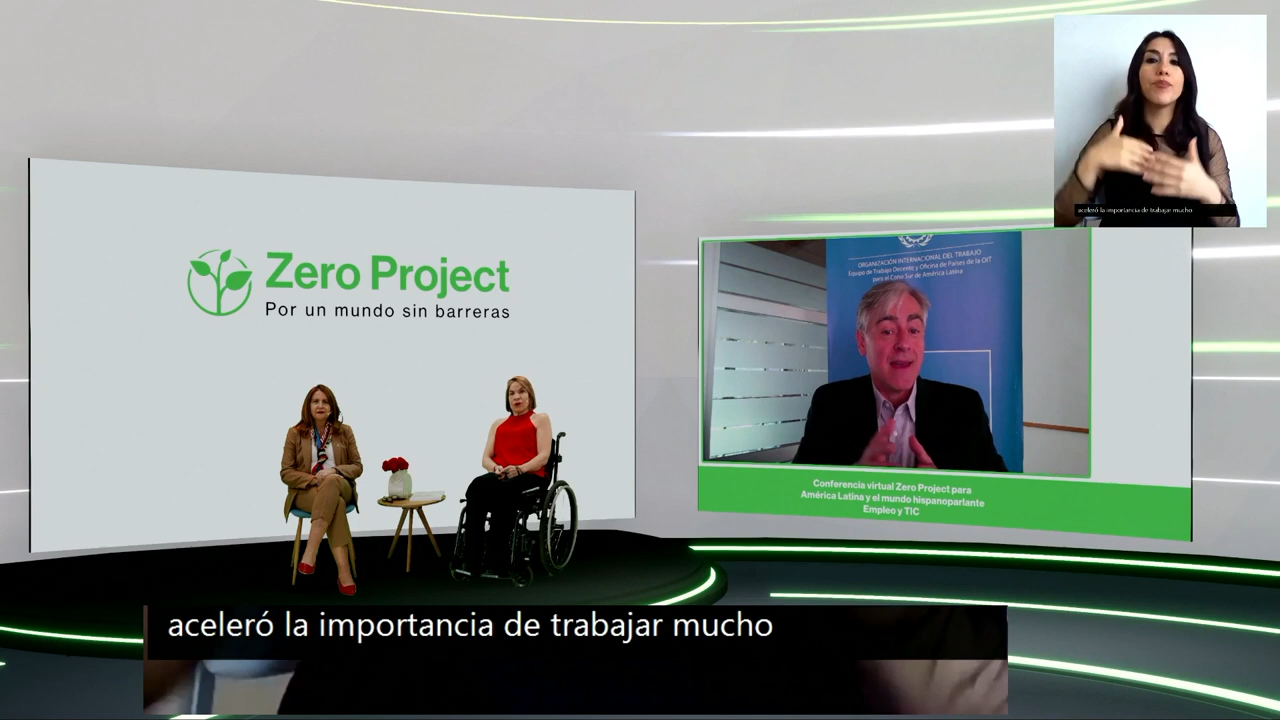 aceleró la importancia de trabajar mucho
ORGANIZACIÓN INTERNACIONAL DEL TRABAJO
Equipo de Trabajo Decente y Oficina de Países de la OIT
para el Cono Sur de América Latina
Zero Project
Por un mundo sin barreras
Conferencia virtual Zero Project para
América Latina y el mundo hispanoparlante
Empleo y TIC
aceleró la importancia de trabajar mucho